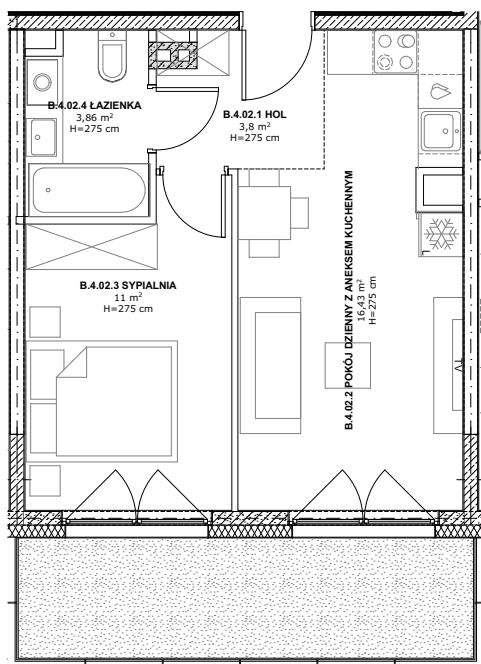 B.4.02.4 ŁAZIENKA
3,86 m²
H=275 cm
B.4.02.1 HOL
3,8 m²
H=275 cm
B.4.02.3 SYPIALNIA
11 m²
H=275 cm
B.4.02.2 POKÓJ DZIENNY Z ANEKSEM KUCHENNYM
16,43 m²
H=275 cm
TV